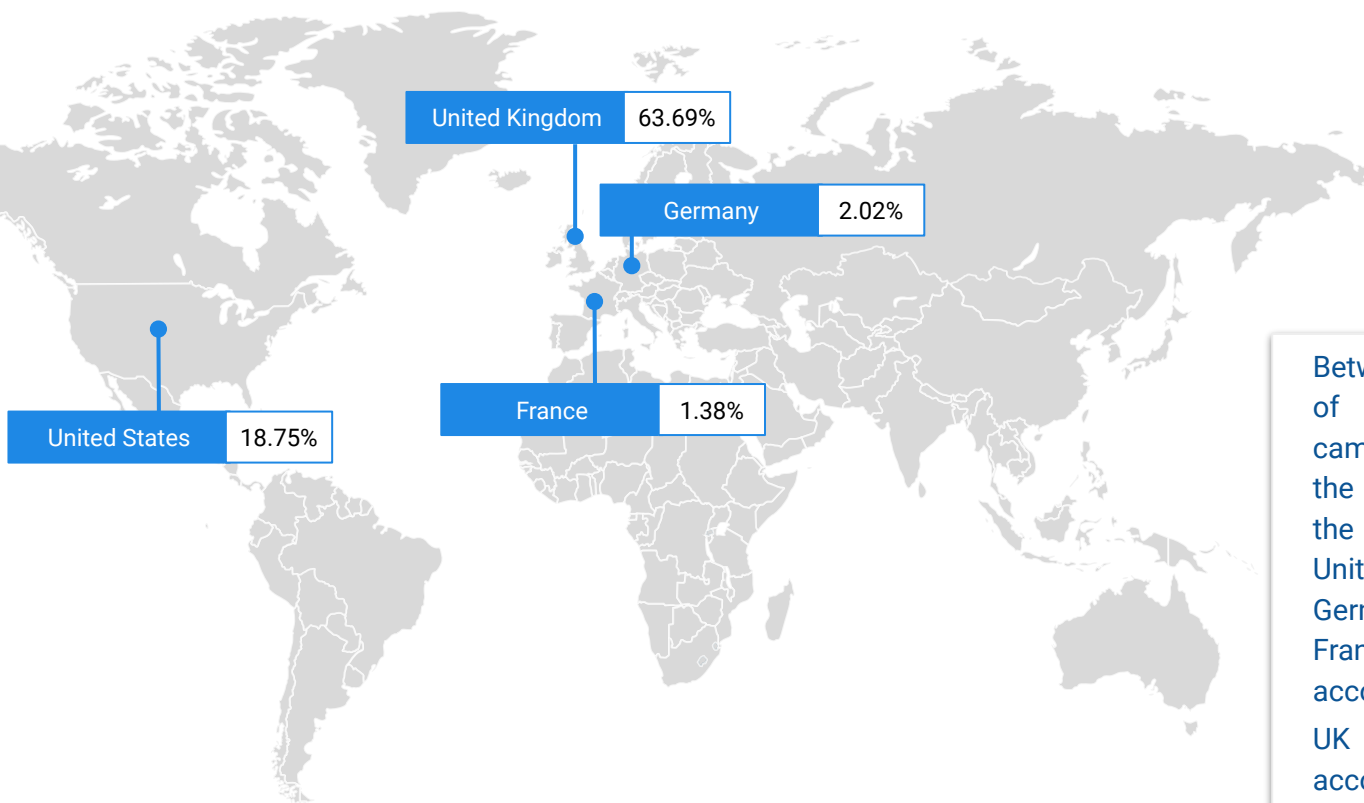 United Kingdom 63.69%
Germany 2.02%
France 1.38%
United States 18.75%
of
the
the
UK